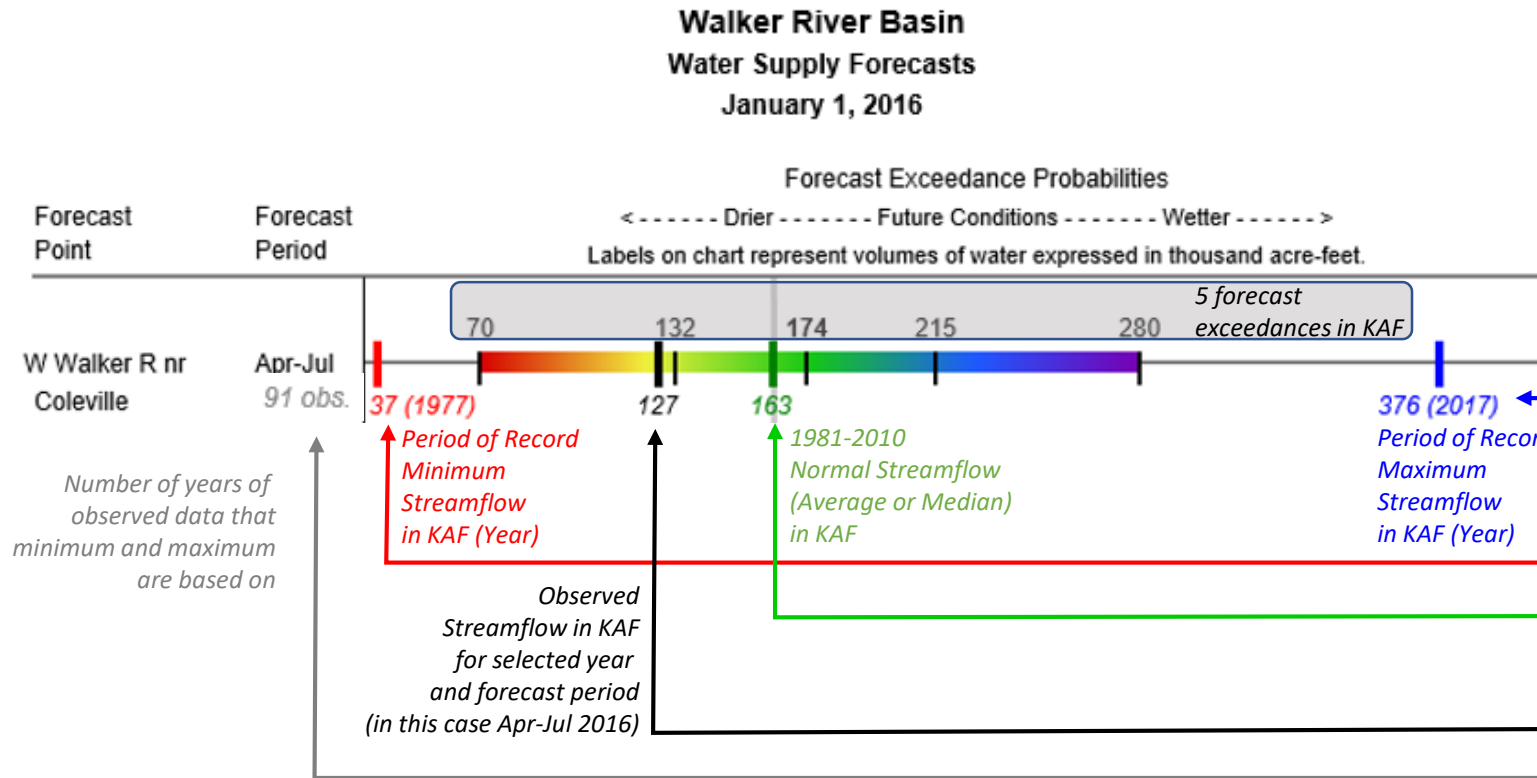 Walker River Basin
Water Supply Forecasts
January 1, 2016
Forecast Exceedance Probabilities
Forecast Point
Forecast Period
< - - - - - - Drier - - - - - - - Future Conditions - - - - - - - Wetter - - - - - - >
Labels on chart represent volumes of water expressed in thousand acre-feet.
5 forecast
exceedances in KAF
70 132 174 215 280
W Walker R nr
Coleville
Apr-Jul
91 obs.
37 (1977)
127
163
376 (2017)
Period of Record
Minimum
Streamflow
in KAF (Year)
1981-2010
Normal Streamflow
(Average or Median)
in KAF
Period of Recor
Maximum
Streamflow
in KAF (Year)
Number of years of
observed data that
minimum and maximum
are based on
Observed
Streamflow in KAF
for selected year
and forecast period
(in this case Apr-Jul 2016)